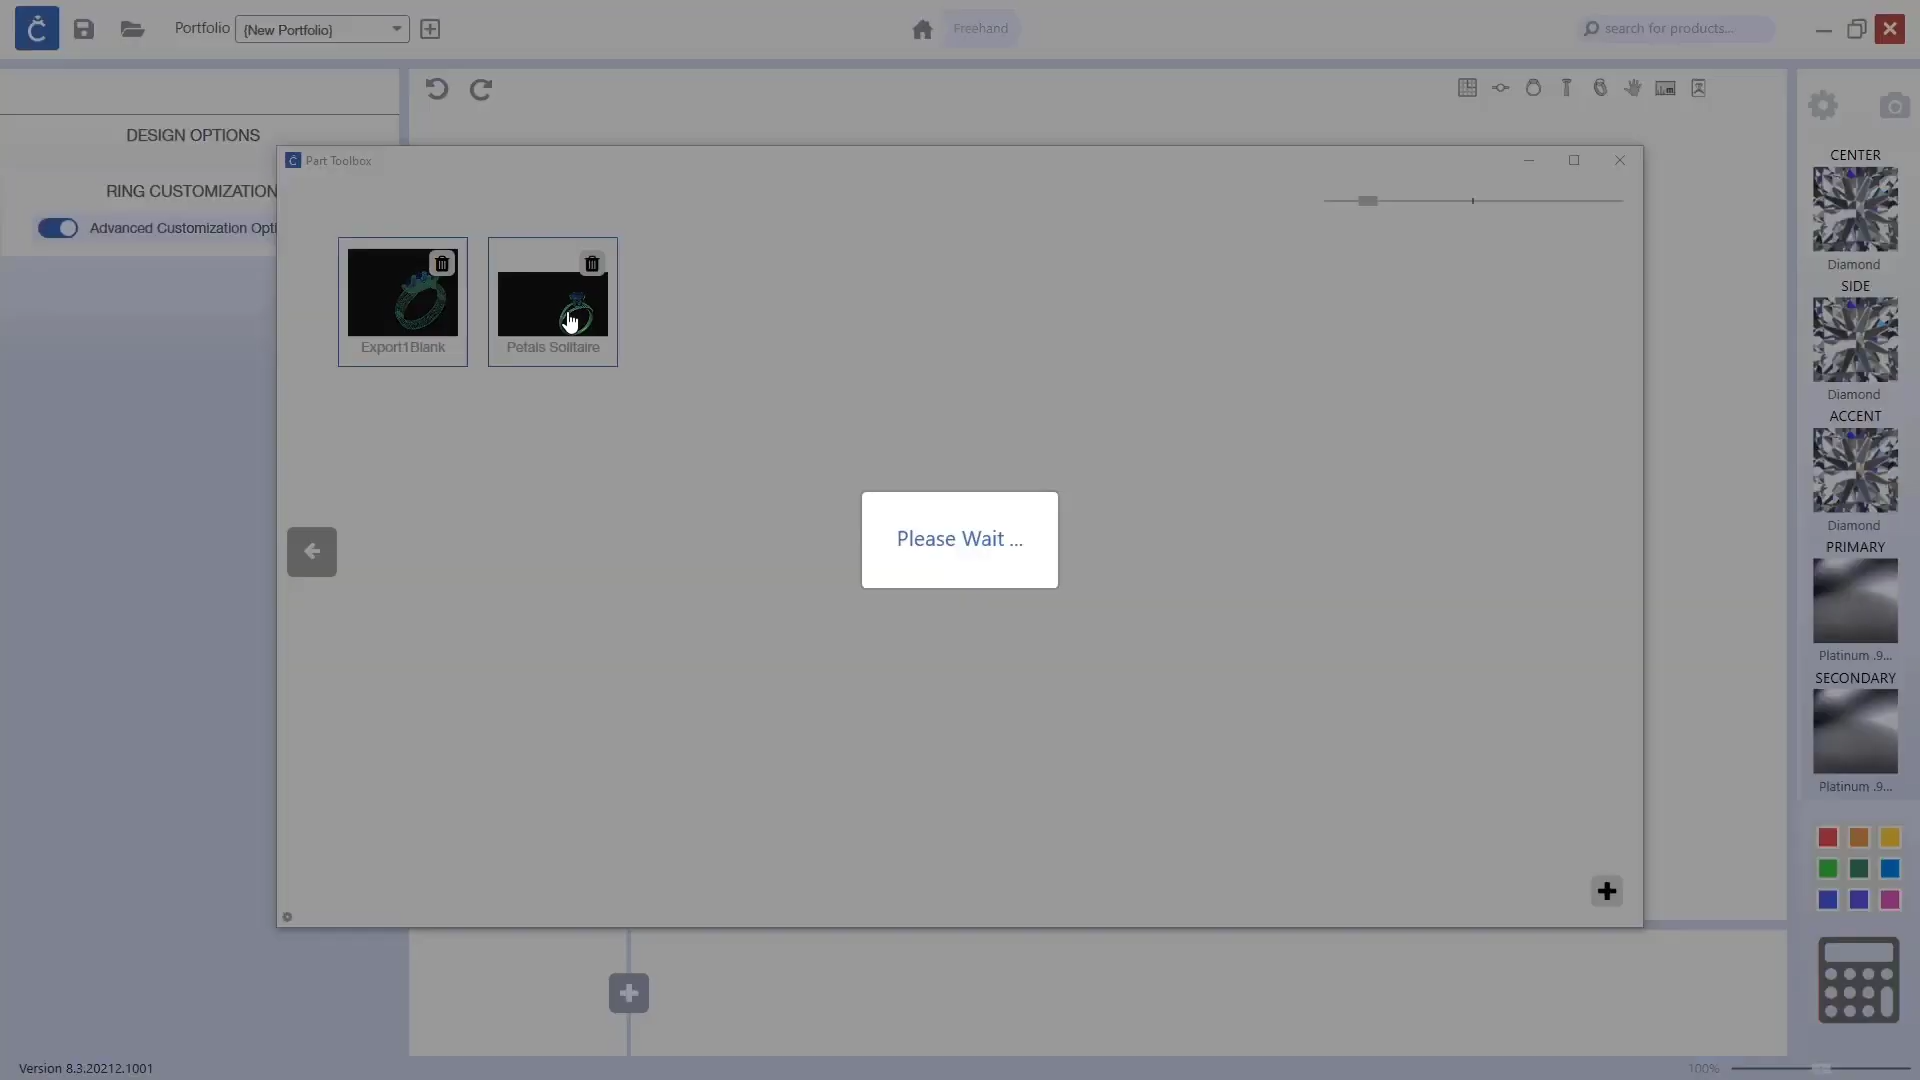 Č
Portfolio
{New Portfolio}
Freehand
search for products...
DESIGN OPTIONS
RING CUSTOMIZATION
Advanced Customization Opti
Č Part Toolbox
Export1Blank
Petals Solitaire
Please Wait ...
CENTER
Diamond
SIDE
Diamond
ACCENT
Diamond
PRIMARY
Platinum .9...
SECONDARY
Platinum .9...
Version 8.3.20212.1001
100%